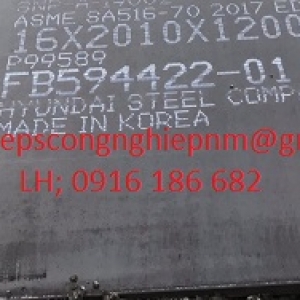 ASME SA516-70 2017 ED
16X2010X1200
P99589
FB594422-01
HYUNDAI STEEL COMP
MADE IN KOREA
epscongnghiepnm@g
LH; 0916 186 682